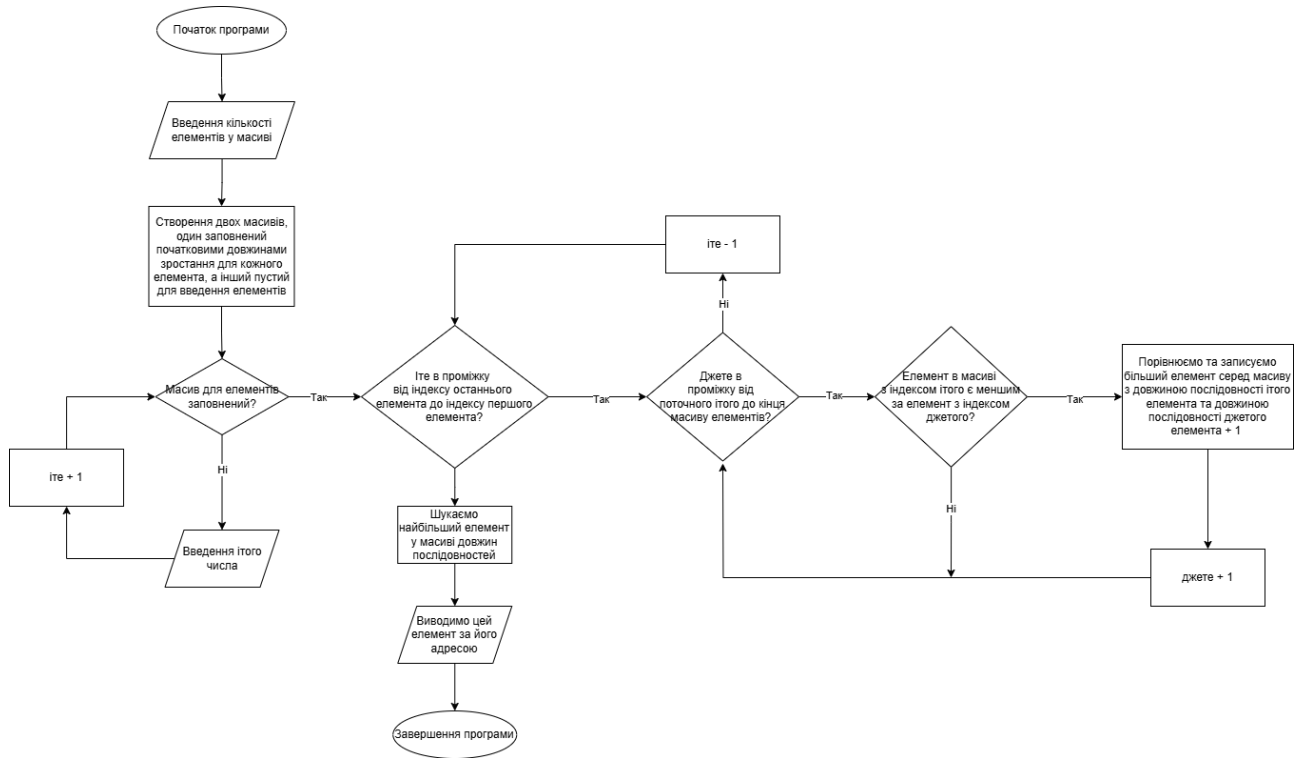 Початок програми
Введення кількості
елементів у масиві
Створення двох масивів,
один заповнений
початковими довжинами
зростання для кожного
елемента, а інший пустий
для введення елементів
Масив для елементів
заповнений?
Так
Ні
Введення ітого
числа
іте + 1
Іте в проміжку
від індексу останнього
елемента до індексу першого
елемента?
Так
Шукаємо
найбільший елемент
у масиві довжин
послідовностей
Виводимо цей
елемент за його
адресою
Завершення програми
іте - 1
Ні
Джете в
проміжку від
поточного ітого до кінця
масиву елементів?
Так
Елемент в масиві
з індексом ітого є меншим
за елемент з індексом
джетого?
Так
Ні
Порівнюємо та записуємо
більший елемент серед масиву
з довжиною послідовності ітого
елемента та довжиною
послідовності джетого
елемента + 1
джете + 1